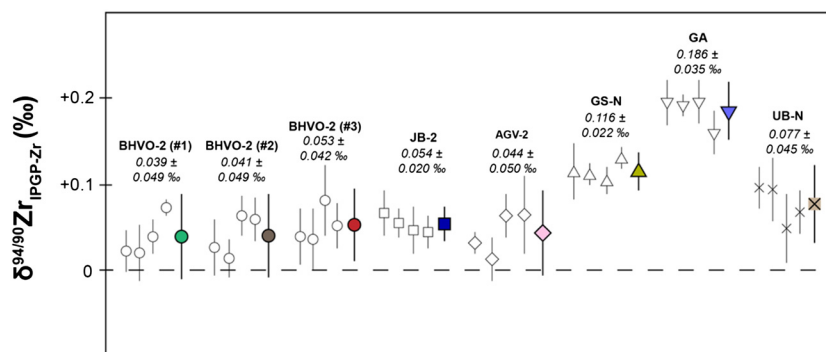 GA
0.186 ±
0.035 ‰
+0.2
GS-N
0.116 ±
0.022 ‰
UB-N
0.077 ±
0.045 ‰
BHVO-2 (#1)
0.039 ±
0.049 ‰
BHVO-2 (#2)
0.041 ±
0.049 ‰
BHVO-2 (#3)
0.053 ±
0.042 ‰
JB-2
0.054 ±
0.020 ‰
AGV-2
0.044 ±
0.050 ‰
+0.1
0
δ94/90ZrIPGP-Zr (‰)